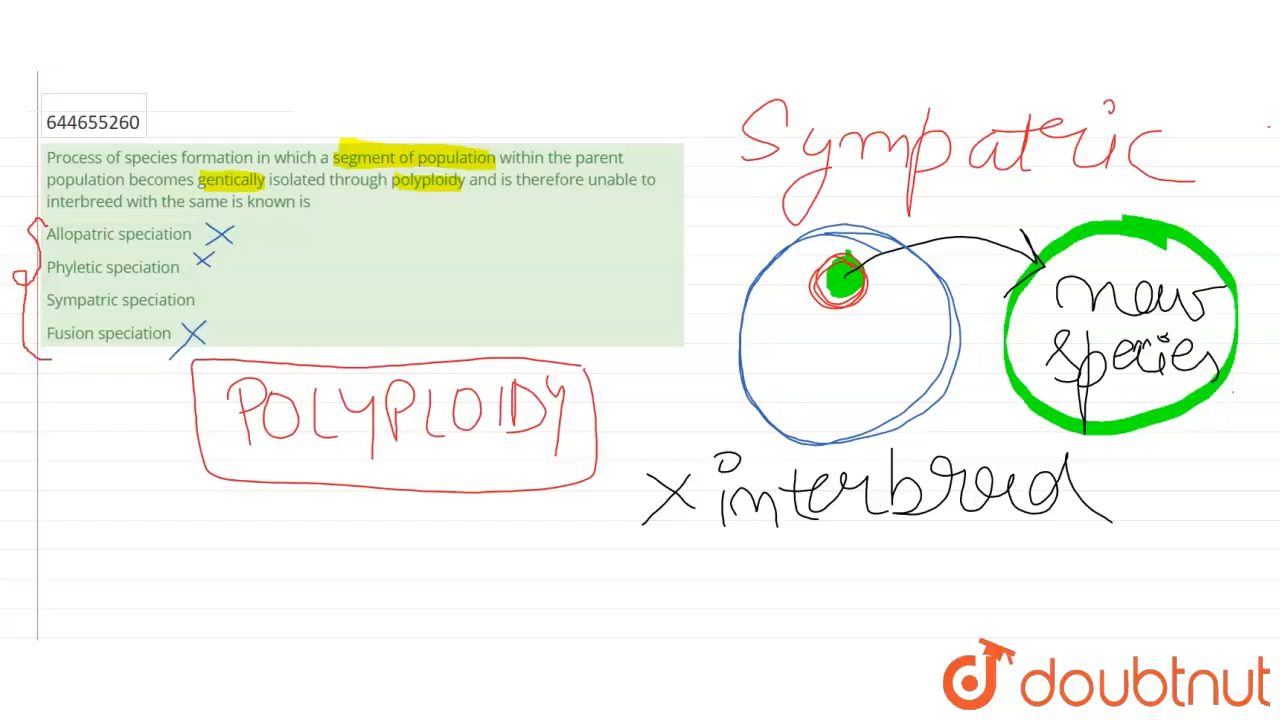 644655260
Process of species formation in which a segment of population within the parent
population becomes gentically isolated through polyploidy and is therefore unable to
interbreed with the same is known is
Allopatric speciation
Phyletic speciation
Sympatric speciation
Fusion speciation
POLYPLOIDY
Sympatric
new
species
X interbreed
doubtnut